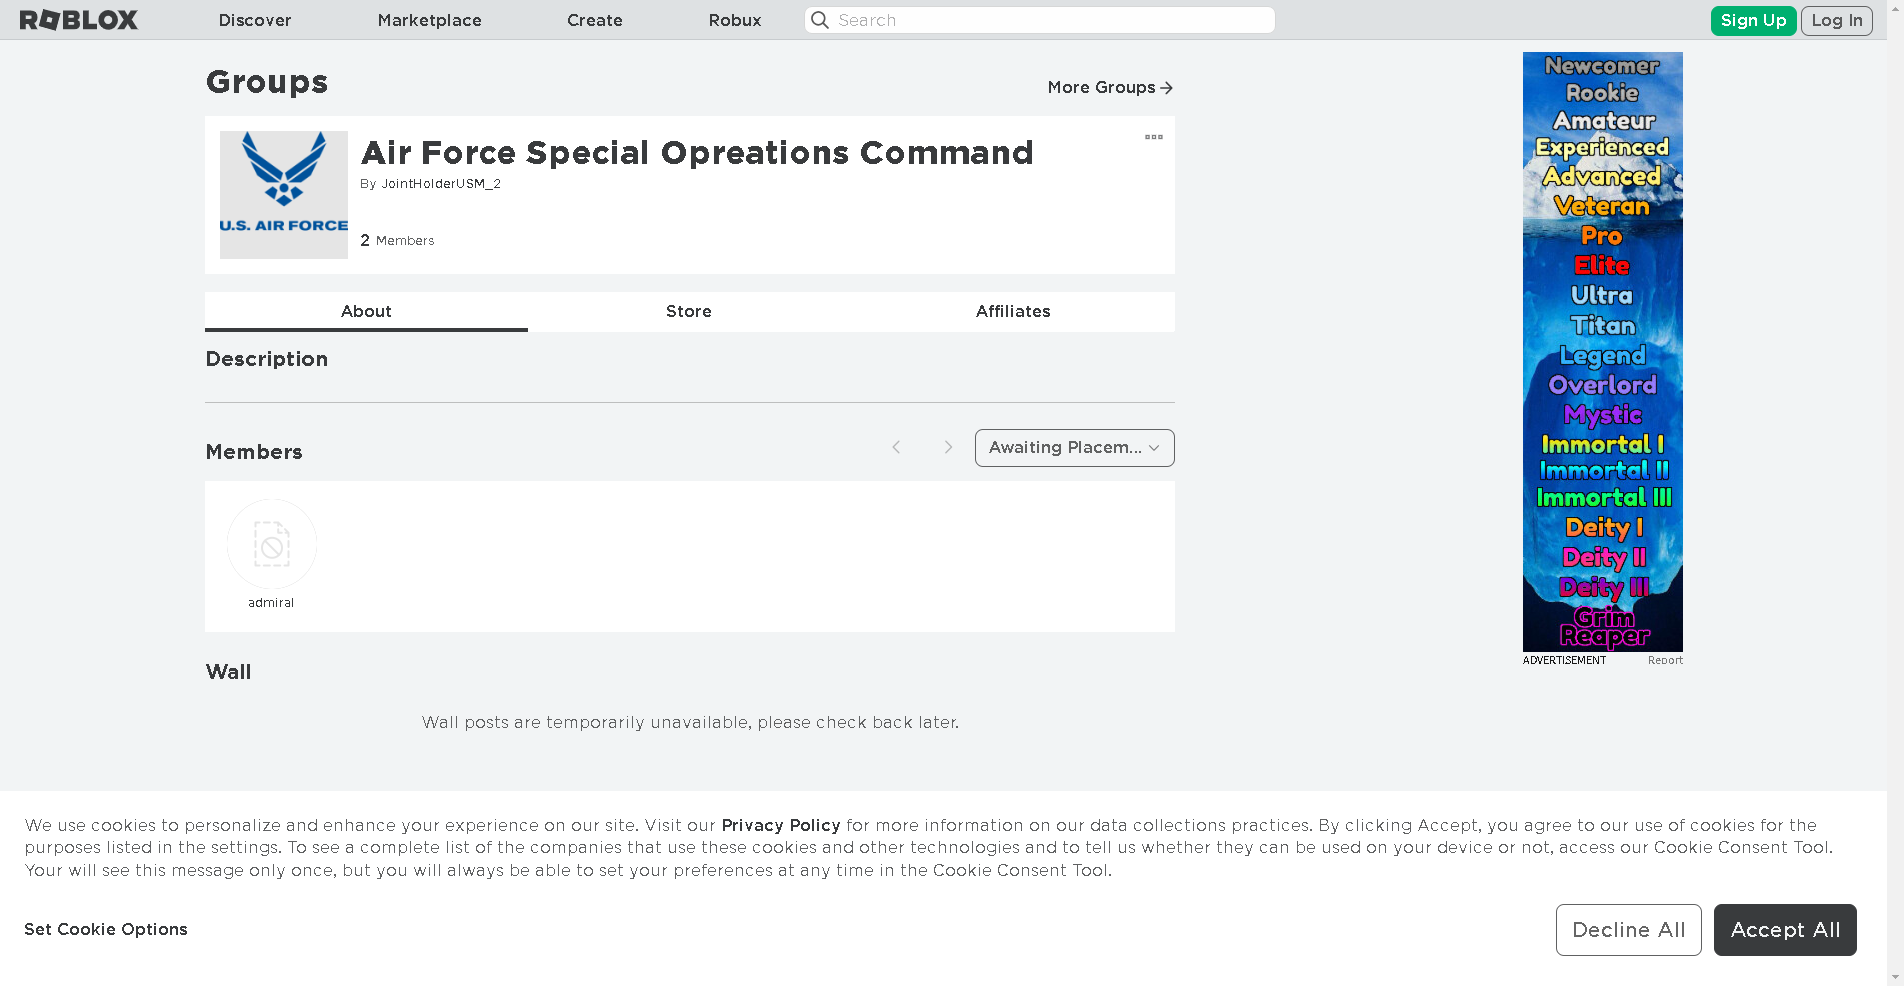 ROBLOX
Discover
Marketplace
Create
Robux
Search
Sign Up
Log In
Groups
More Groups
U.S. AIR FORCE
Air Force Special Opreations Command
By JointHolderUSM_2
2 Members
About
Store
Affiliates
Description
Members
Awaiting Placem...
admiral
Wall
Wall posts are temporarily unavailable, please check back later.
Newcomer
Rookie
Amateur
Experienced
Advanced
Veteran
Pro
Elite
Ultra
Titan
Legend
Overlord
Mystic
Immortal I
Immortal II
Immortal III
Deity I
Deity II
Deity III
Grim
Reaper
ADVERTISEMENT
Report
We use cookies to personalize and enhance your experience on our site. Visit our Privacy Policy for more information on our data collections practices. By clicking Accept, you agree to our use of cookies for the
purposes listed in the settings. To see a complete list of the companies that use these cookies and other technologies and to tell us whether they can be used on your device or not, access our Cookie Consent Tool.
Your will see this message only once, but you will always be able to set your preferences at any time in the Cookie Consent Tool.
Set Cookie Options
Decline All
Accept All